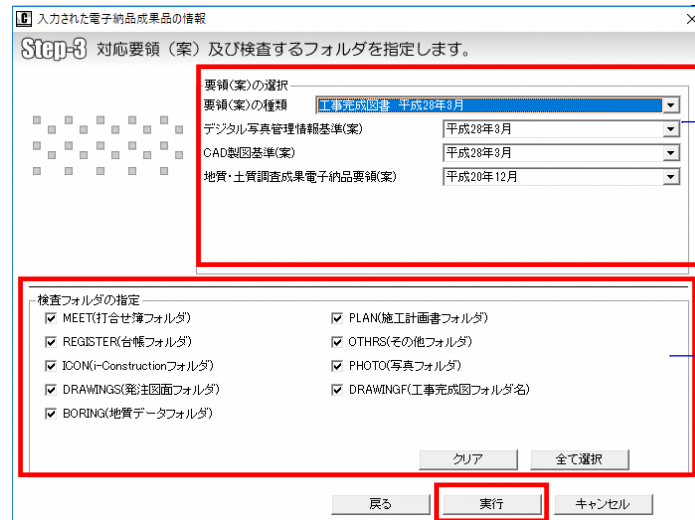 C 入力された電子納品成果品の情報
Step-3 対応要領（案）及び検査するフォルダを指定します。
要領(案)の選択
要領(案)の種類 工事完成図書 平成28年3月
デジタル写真管理情報基準(案) 平成28年3月
CAD製図基準(案) 平成28年3月
地質・土質調査成果電子納品要領(案) 平成20年12月
検査フォルダの指定
MEET(打合せ簿フォルダ) PLAN(施工計画書フォルダ)
REGISTER(台帳フォルダ) OTHRS(その他フォルダ)
ICON(i-Constructionフォルダ) PHOTO(写真フォルダ)
DRAWINGS(発注図面フォルダ) DRAWINGF(工事完成図フォルダ名)
BORING(地質データフォルダ)
クリア 全て選択
戻る 実行 キャンセル